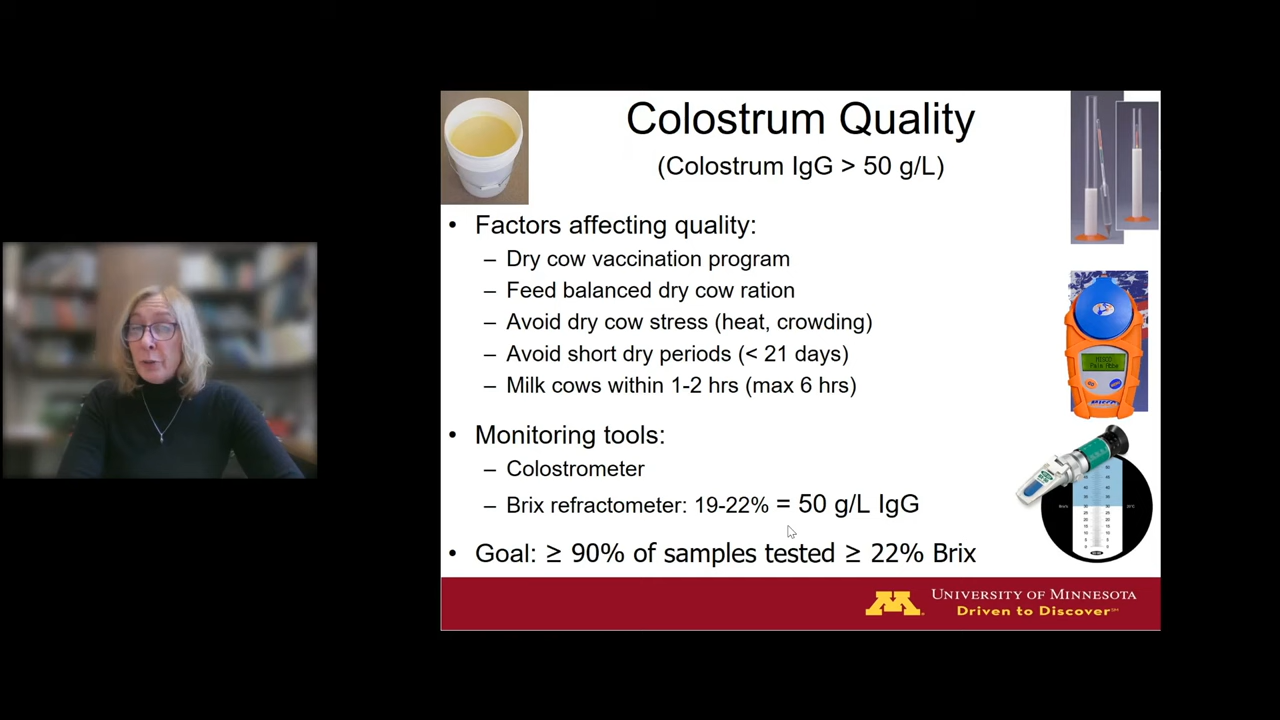 Colostrum Quality
(Colostrum IgG > 50 g/L)
• Factors affecting quality:
– Dry cow vaccination program
– Feed balanced dry cow ration
– Avoid dry cow stress (heat, crowding)
– Avoid short dry periods (< 21 days)
– Milk cows within 1-2 hrs (max 6 hrs)
• Monitoring tools:
– Colostrometer
– Brix refractometer: 19-22% = 50 g/L IgG
• Goal: ≥ 90% of samples tested ≥ 22% Brix
MISCO
UNIVERSITY OF MINNESOTA
Driven to Discover℠